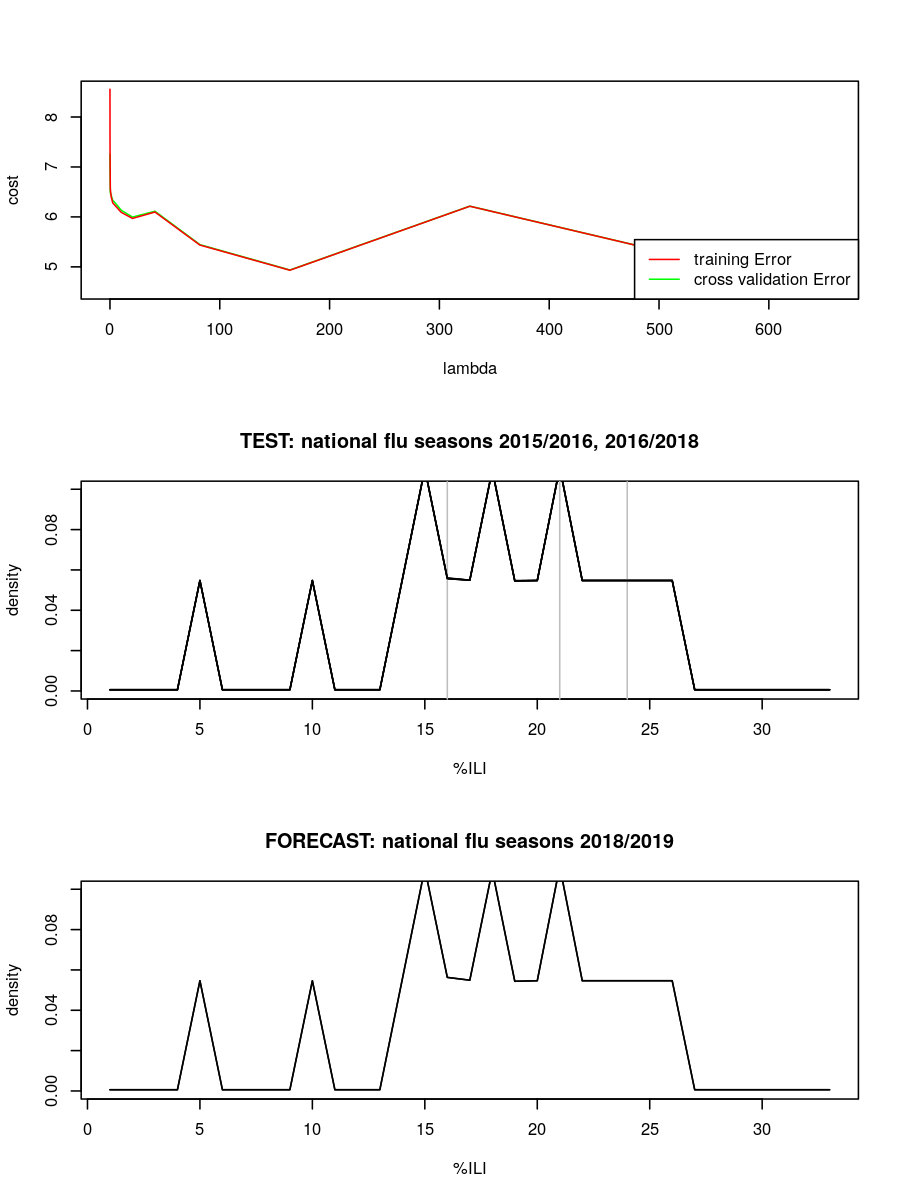 8
7
6
5
cost
training Error
cross validation Error
0 100 200 300 400 500 600
lambda
TEST: national flu seasons 2015/2016, 2016/2018
0.08
0.04
0.00
density
0 5 10 15 20 25 30
%ILI
FORECAST: national flu seasons 2018/2019
0.08
0.04
0.00
density
0 5 10 15 20 25 30
%ILI